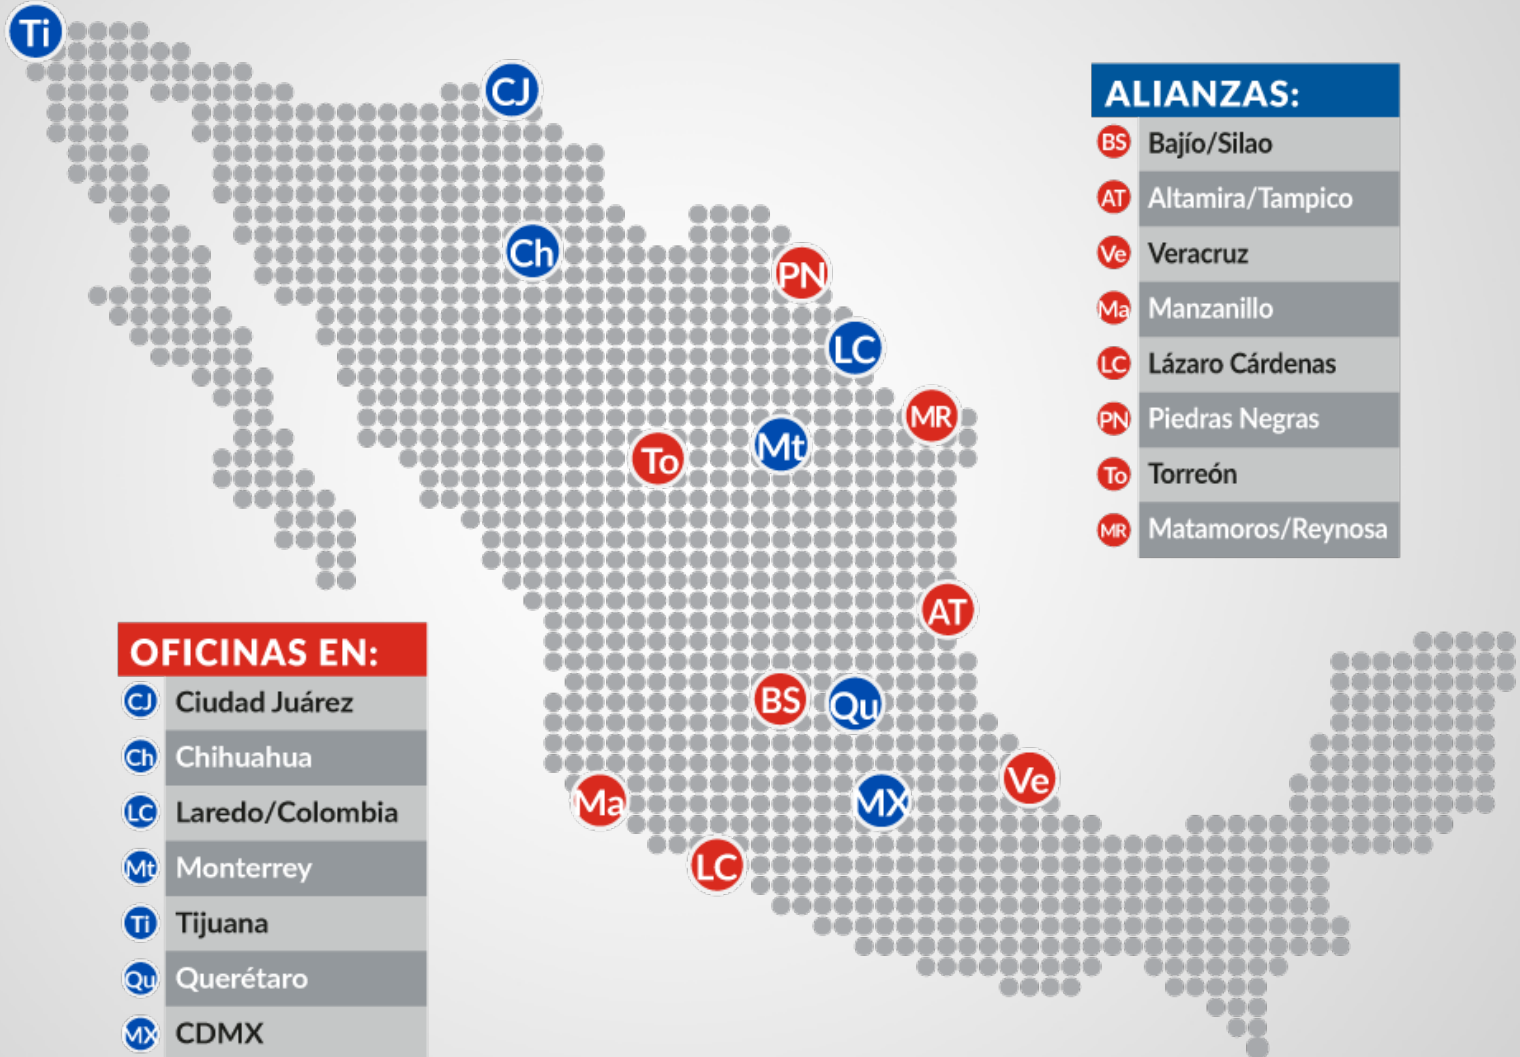 Ti
CJ
Ch
PN
LC
MR
Mt
To
AT
BS
Qu
Ve
Ma
MX
LC
ALIANZAS:
BS Bajío/Silao
AT Altamira/Tampico
Ve Veracruz
Ma Manzanillo
LC Lázaro Cárdenas
PN Piedras Negras
To Torreón
MR Matamoros/Reynosa
OFICINAS EN:
CJ Ciudad Juárez
Ch Chihuahua
LC Laredo/Colombia
Mt Monterrey
Ti Tijuana
Qu Querétaro
MX CDMX